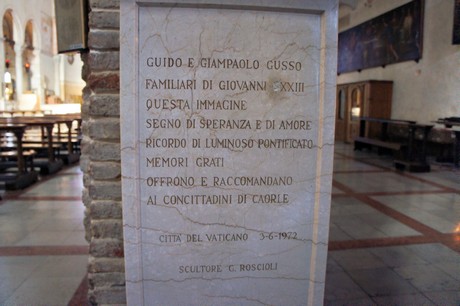 GUIDO E GIAMPAOLO GUSSO
FAMILIARI DI GIOVANNI XXIII
QUESTA IMMAGINE
SEGNO DI SPERANZA E DI AMORE
RICORDO DI LUMINOSO PONTIFICATO
MEMORI GRATI
OFFRONO E RACCOMANDANO
AI CONCITTADINI DI CAORLE
CITTÀ DEL VATICANO 3-6-1972
SCULTORE C. ROSCIOLI